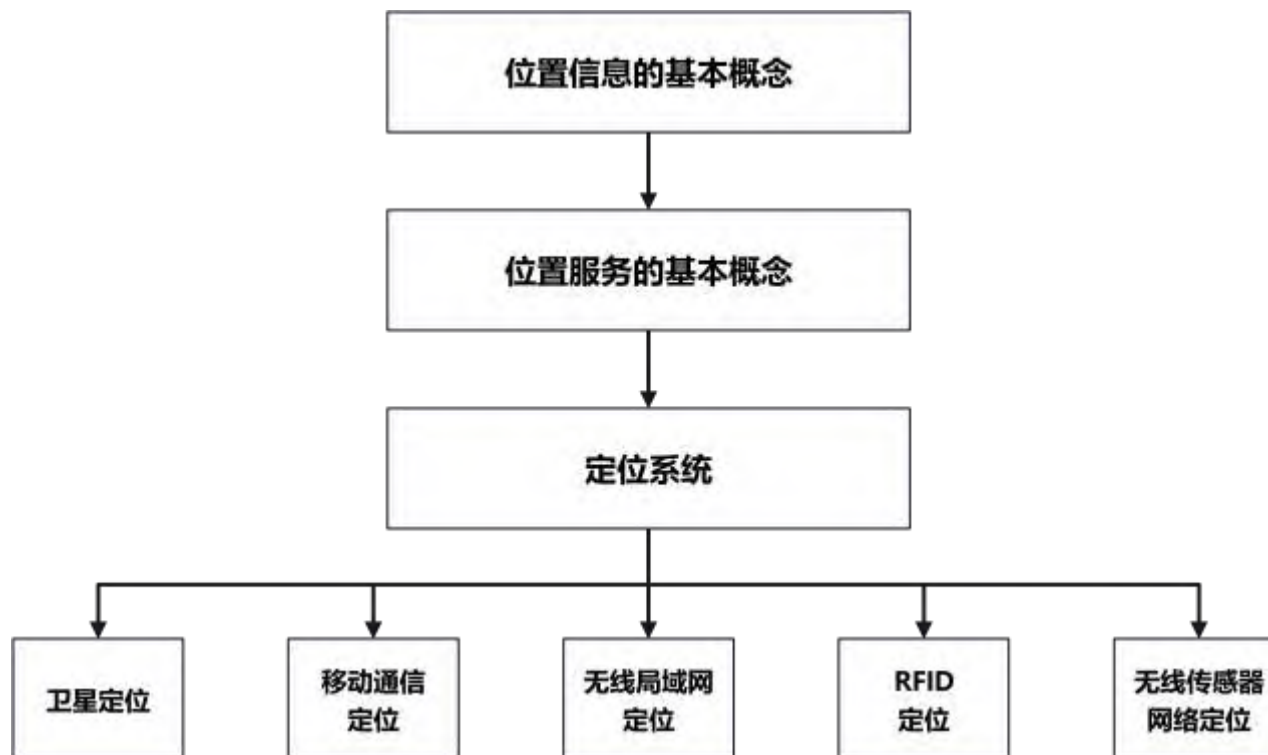 位置信息的基本概念
位置服务的基本概念
定位系统
卫星定位
移动通信
定位
无线局域网
定位
RFID
定位
无线传感器
网络定位